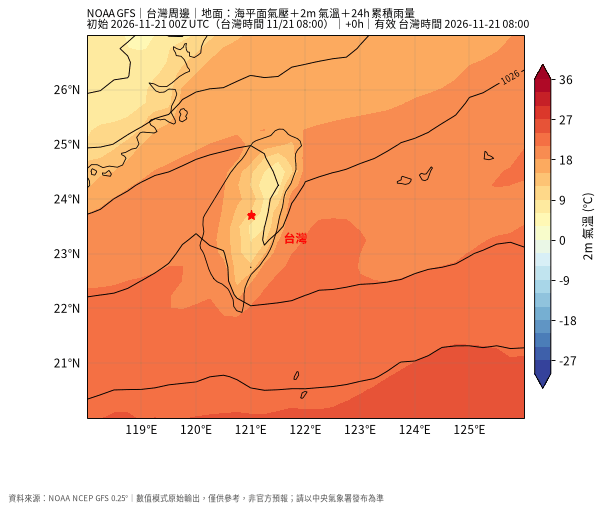 NOAA GFS｜台灣周邊｜地面：海平面氣壓＋2m 氣溫＋24h 累積雨量
初始 2026-11-21 00Z UTC（台灣時間 11/21 08:00）｜+0h｜有效 台灣時間 2026-11-21 08:00
1026
26°N
25°N
24°N
23°N
22°N
21°N
台灣
119°E 120°E 121°E 122°E 123°E 124°E 125°E
36
27
18
9
0
-9
-18
-27
2m 氣溫 (°C)
資料來源：NOAA NCEP GFS 0.25°｜數值模式原始輸出，僅供參考，非官方預報；請以中央氣象署發布為準